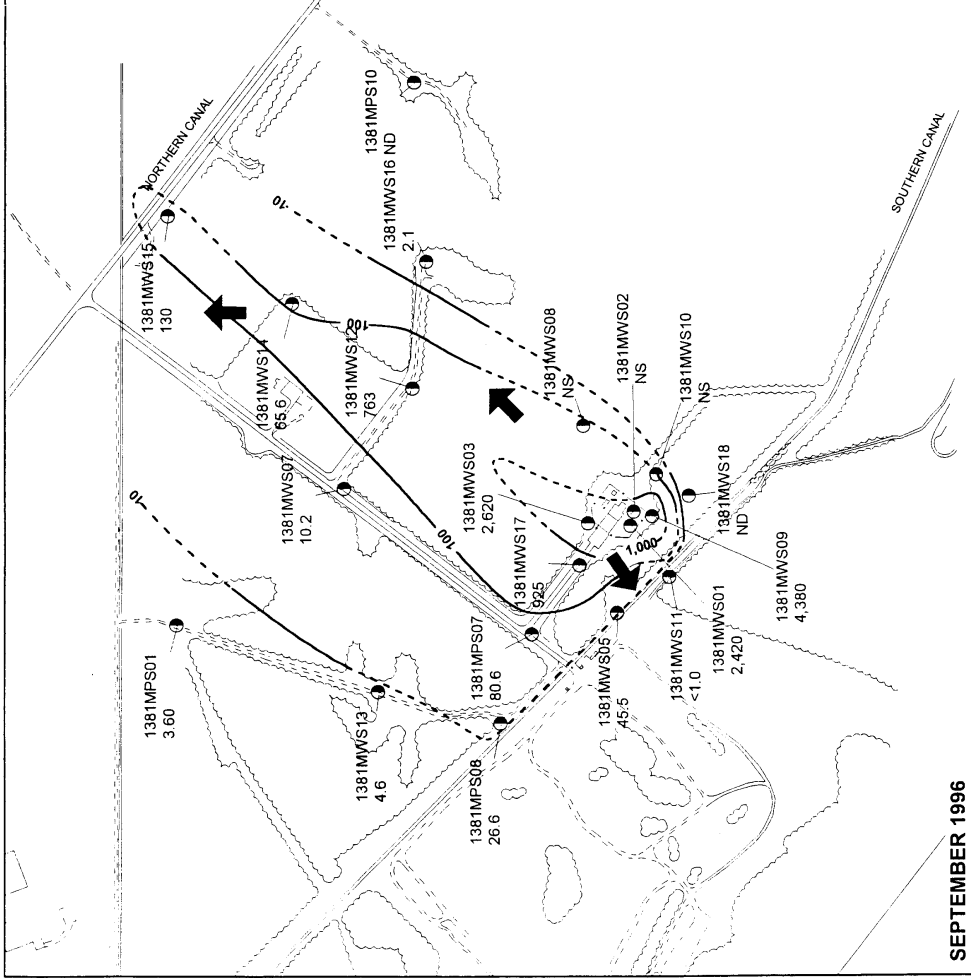 NORTHERN CANAL
1381MWS15
130
1381MPS10
ND
1381MWS16
2.1
-10
1381MWS14
65.6
1381MWS12
763
100
SOUTHERN CANAL
1381MWS08
NS
1381MWS02
NS
1381MWS10
NS
1381MWS07
10.2
-10
1381MWS03
2,620
100
1381MWS17
925
1,000
1381MWS18
ND
1381MWS09
4,380
1381MWS01
2,420
1381MWS11
<1.0
1381MWS05
45.5
1381MPS07
80.6
1381MPS01
3.60
1381MWS13
4.6
1381MPS08
26.6
SEPTEMBER 1996